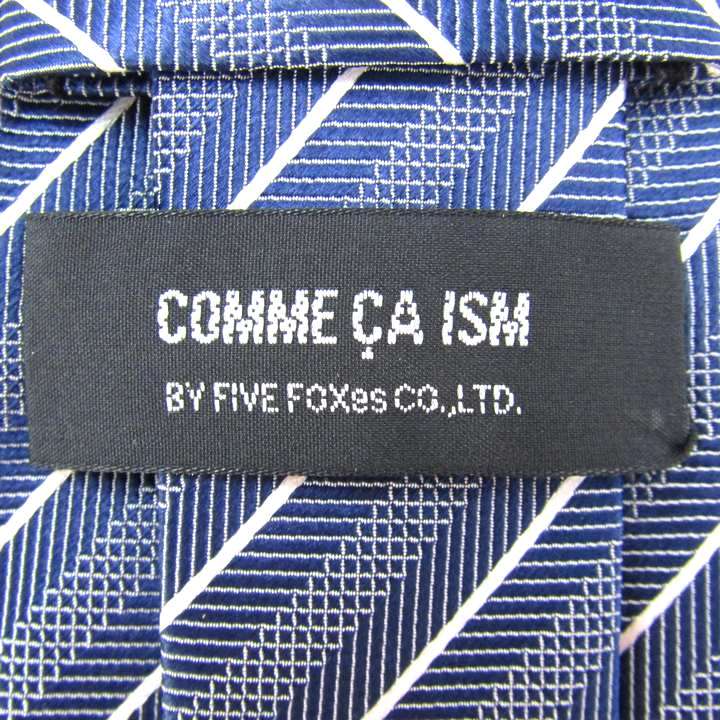 COMME ÇA ISM
BY FIVE FOXes CO.,LTD.